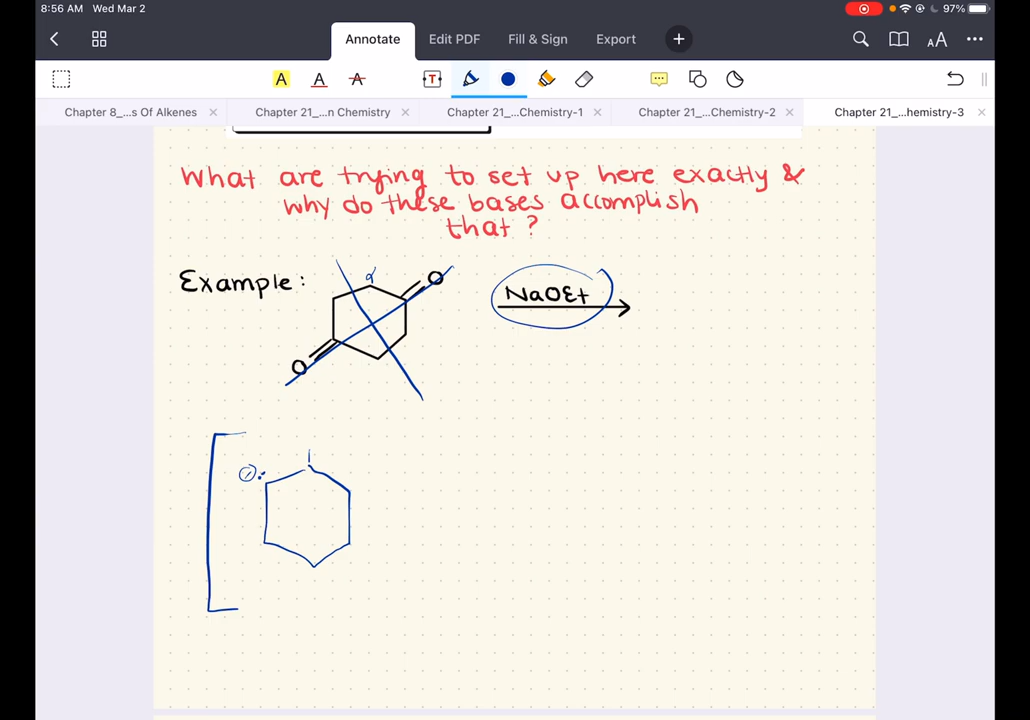 8:56 AM Wed Mar 2
97%
Annotate Edit PDF Fill & Sign Export +
AA
A A A T
Chapter 8_...s Of Alkenes × Chapter 21_...n Chemistry × Chapter 21_...Chemistry-1 × Chapter 21_...Chemistry-2 × Chapter 21_...hemistry-3 ×
What are trying to set up here exactly &
why do these bases accomplish
that?
Example:
α
O
NaOEt
O